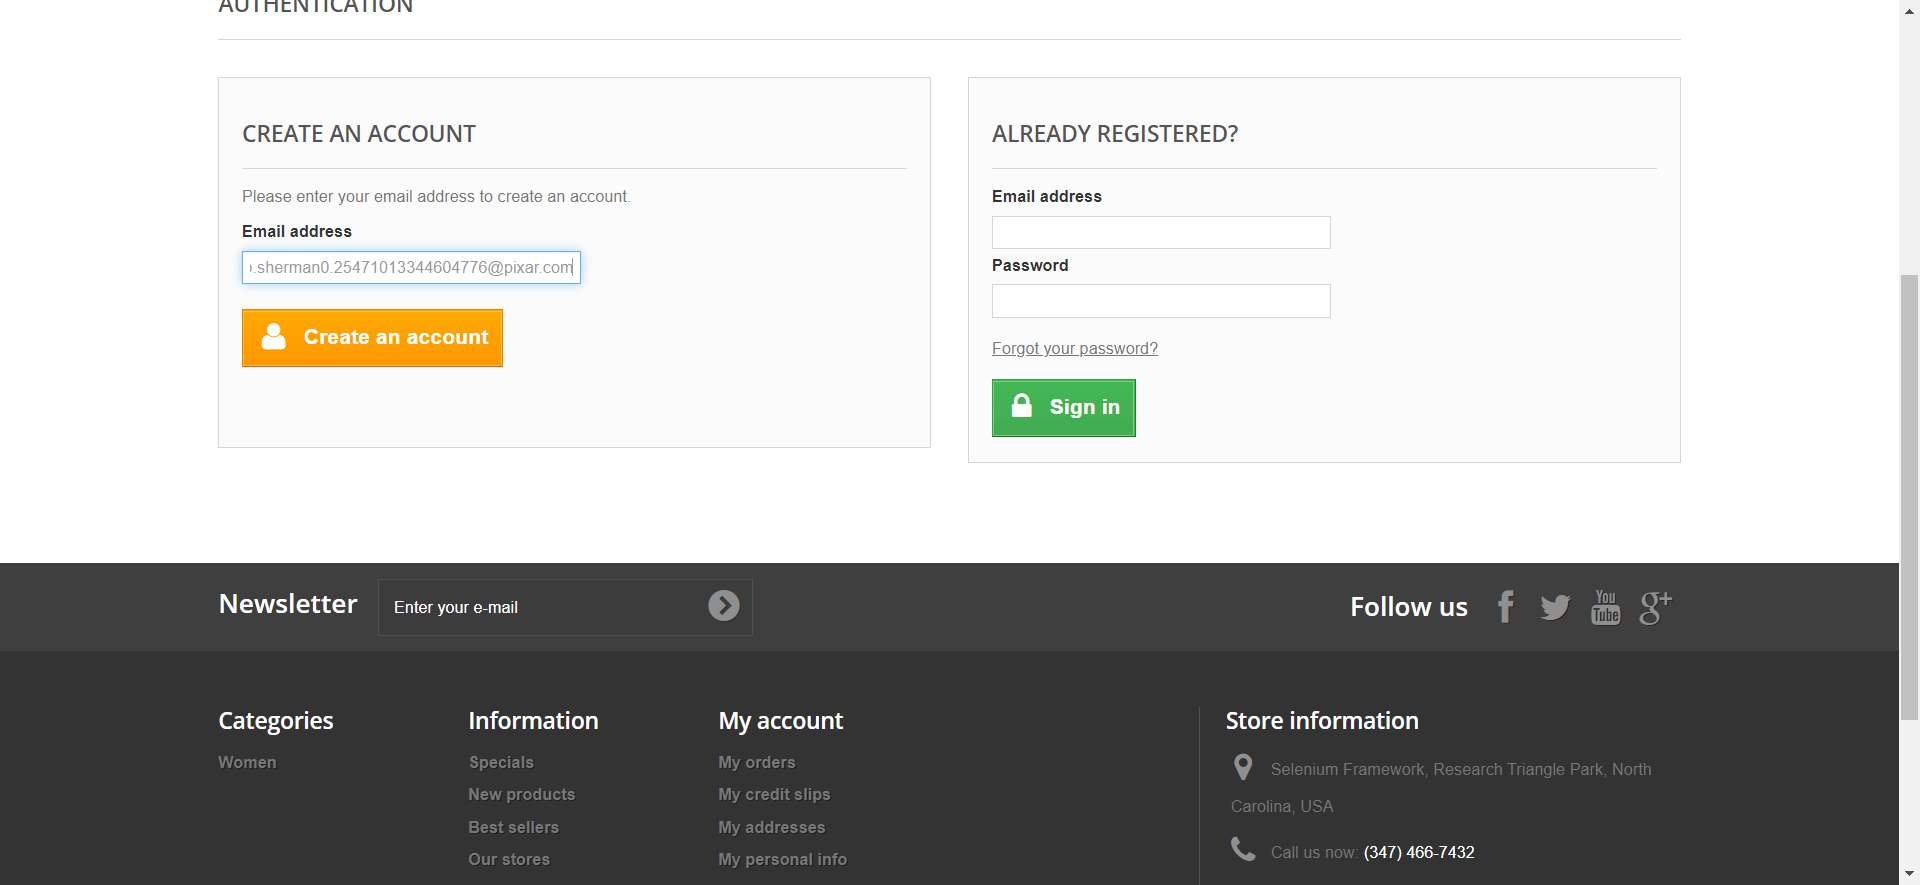 AUTHENTICATION
CREATE AN ACCOUNT
Please enter your email address to create an account.
Email address
.sherman0.25471013344604776@pixar.com
Create an account
ALREADY REGISTERED?
Email address
Password
Forgot your password?
Sign in
Newsletter
Enter your e-mail
Follow us
You
Tube
g+
Categories
Women
Information
Specials
New products
Best sellers
Our stores
My account
My orders
My credit slips
My addresses
My personal info
Store information
Selenium Framework, Research Triangle Park, North
Carolina, USA
Call us now: (347) 466-7432